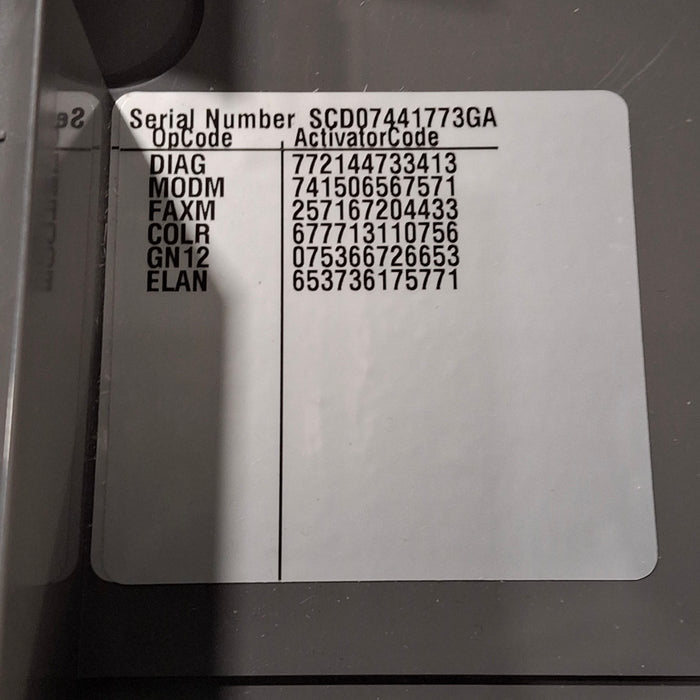 Serial Number SCD07441773GA
OpCode ActivatorCode
DIAG 772144733413
MODM 741506567571
FAXM 257167204433
COLR 677713110756
GN12 075366726653
ELAN 653736175771